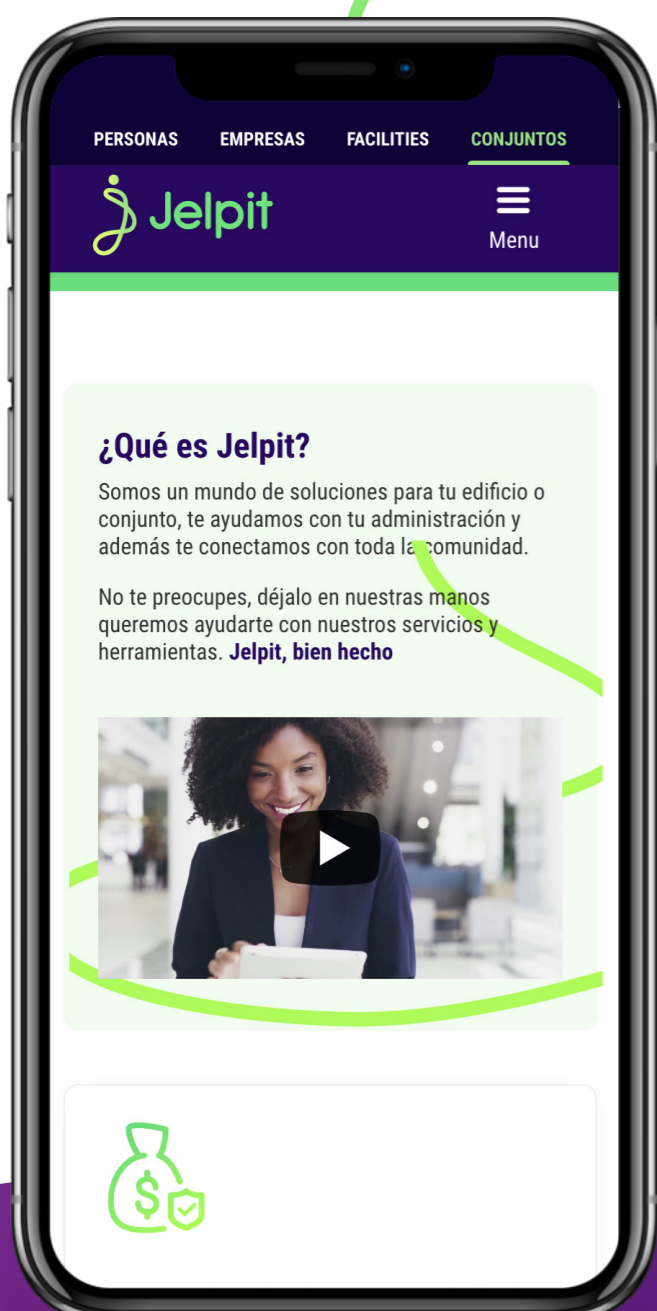 PERSONAS EMPRESAS FACILITIES CONJUNTOS
Jelpit
Menu
¿Qué es Jelpit?
Somos un mundo de soluciones para tu edificio o
conjunto, te ayudamos con tu administración y
además te conectamos con toda la comunidad.
No te preocupes, déjalo en nuestras manos
queremos ayudarte con nuestros servicios y
herramientas. Jelpit, bien hecho
$